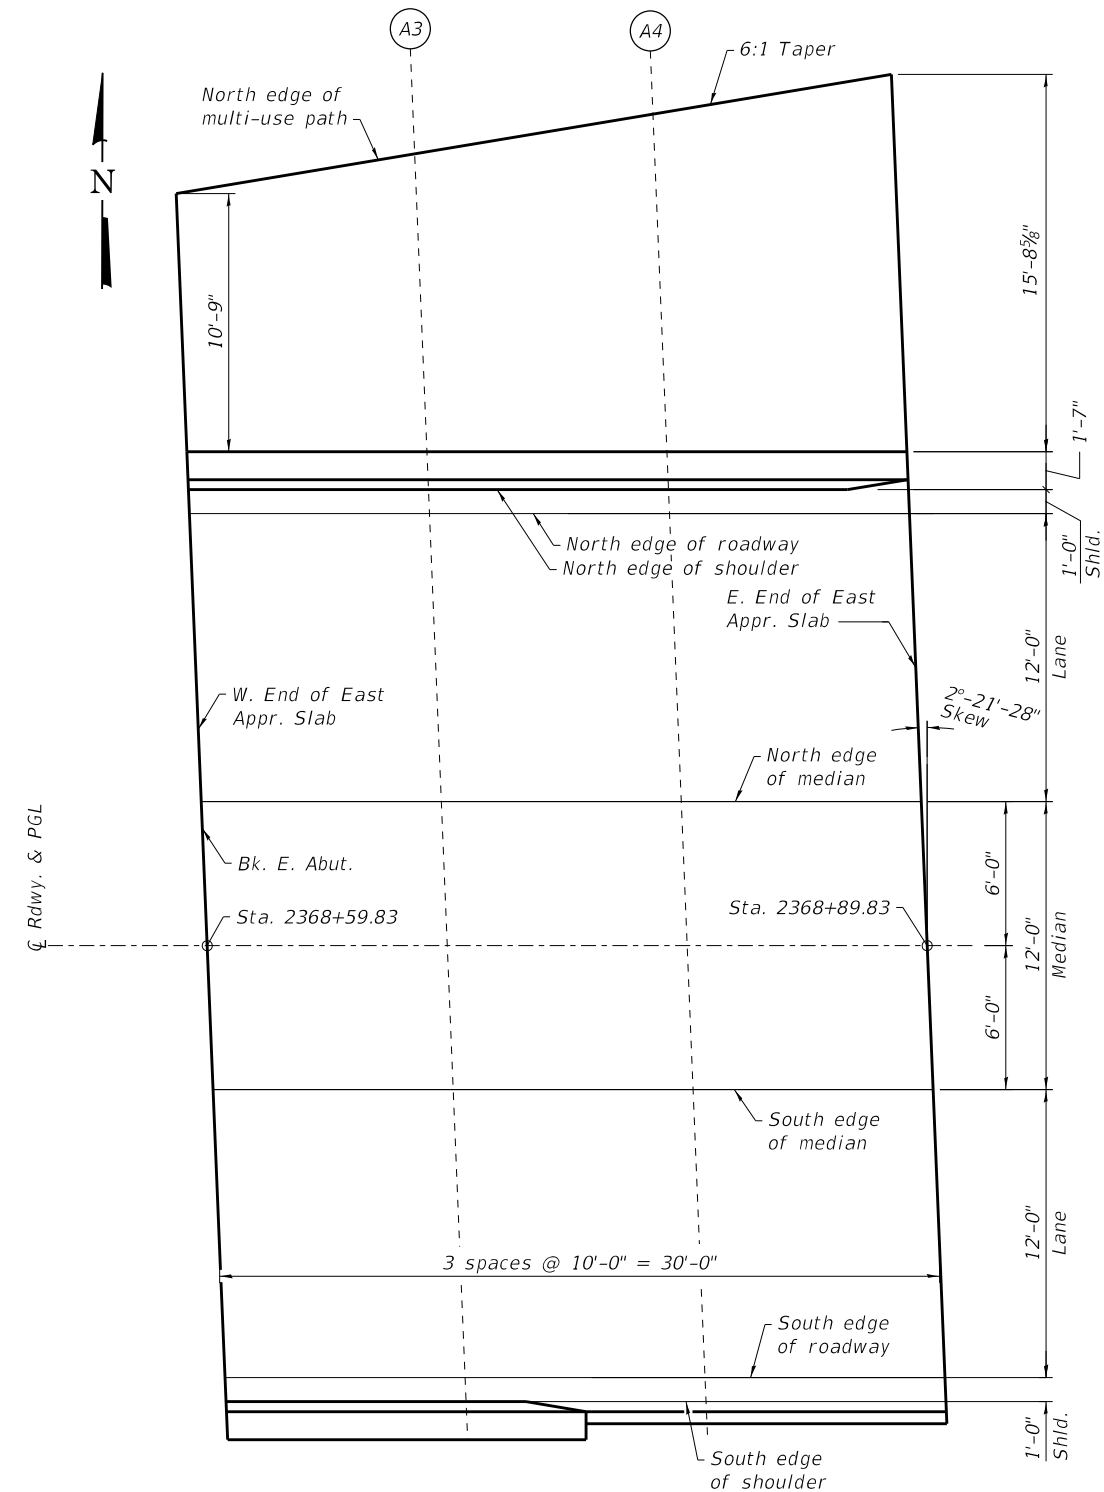 A3
A4
6:1 Taper
North edge of
multi-use path
N
10'-9"
15'-8⅝"
1'-7"
1'-0"
Shld.
North edge of roadway
North edge of shoulder
E. End of East
Appr. Slab
12'-0"
Lane
W. End of East
Appr. Slab
2°-21'-28"
Skew
North edge
of median
℄ Rdwy. & PGL
Bk. E. Abut.
6'-0"
Sta. 2368+59.83
Sta. 2368+89.83
12'-0"
Median
6'-0"
South edge
of median
12'-0"
Lane
3 spaces @ 10'-0" = 30'-0"
South edge
of roadway
1'-0"
Shld.
South edge
of shoulder